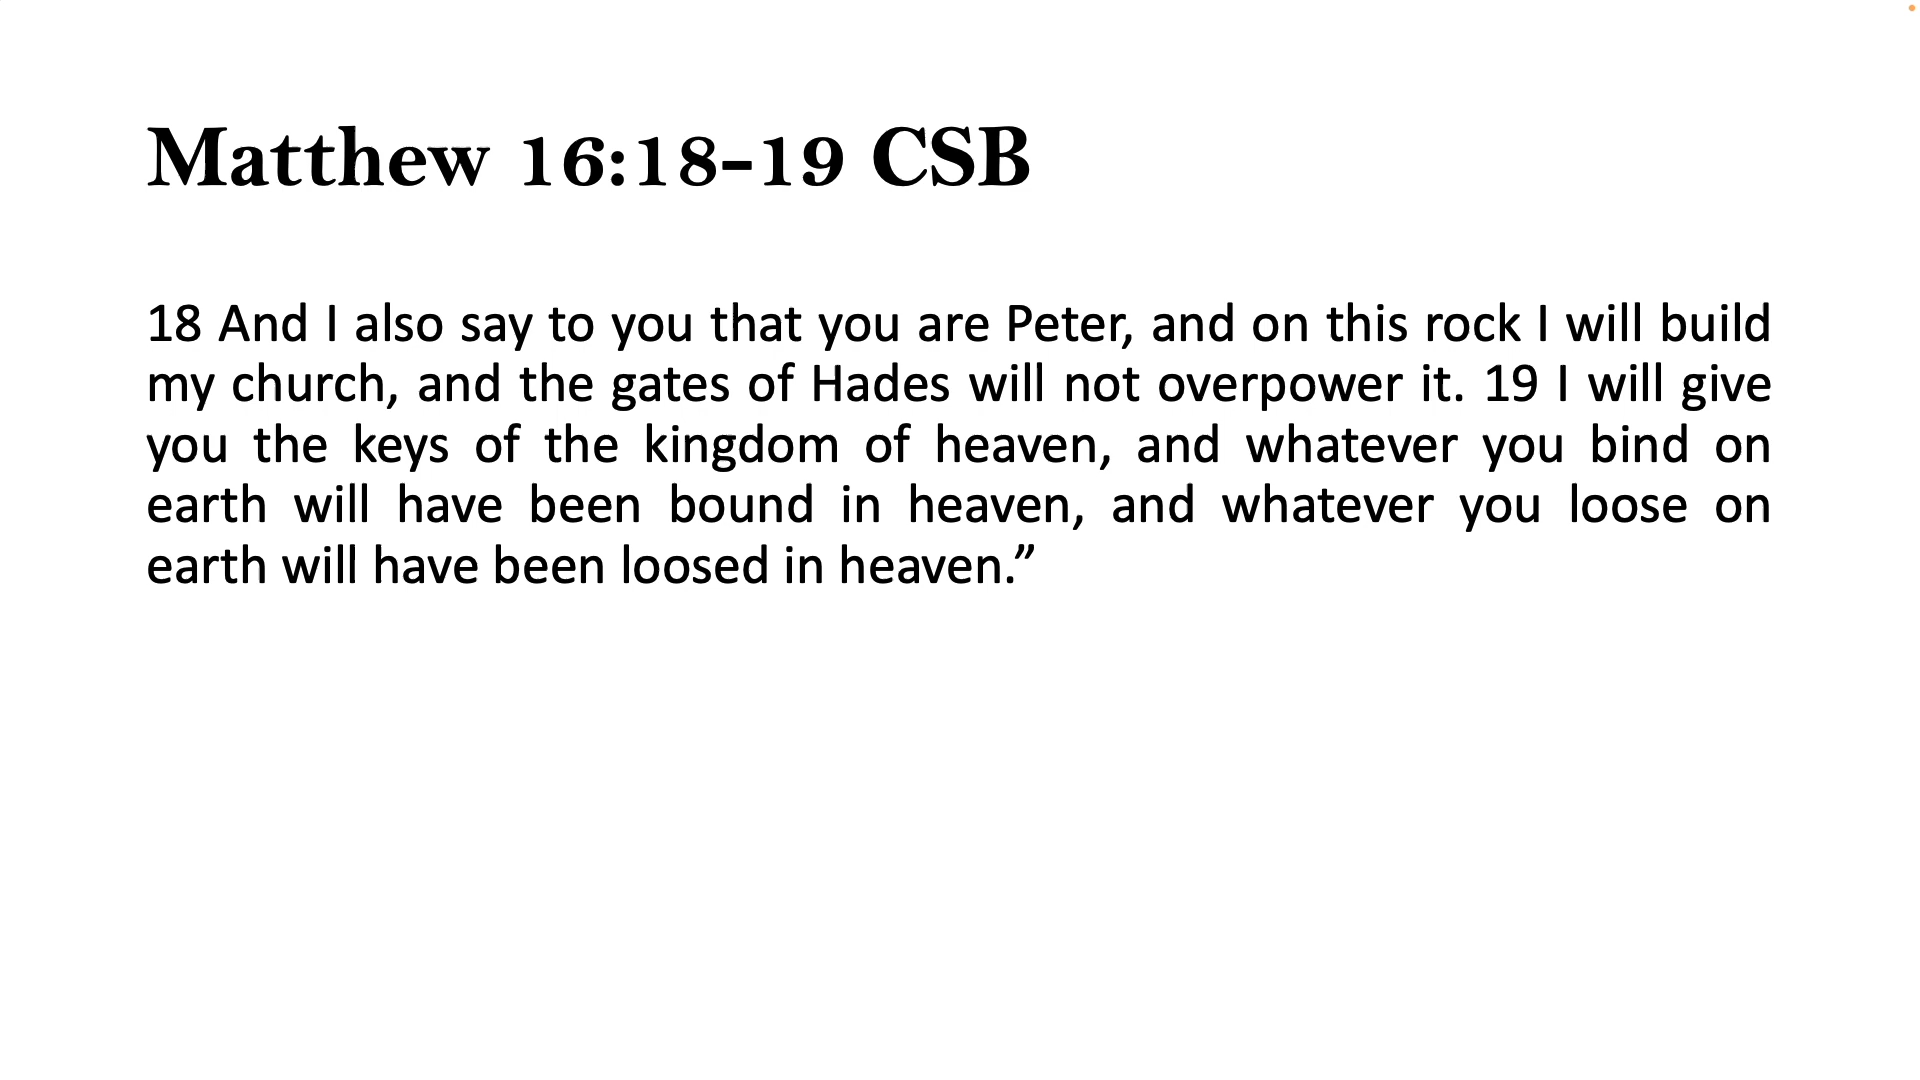 Matthew 16:18-19 CSB
18 And I also say to you that you are Peter, and on this rock I will build
my church, and the gates of Hades will not overpower it. 19 I will give
you the keys of the kingdom of heaven, and whatever you bind on
earth will have been bound in heaven, and whatever you loose on
earth will have been loosed in heaven.”